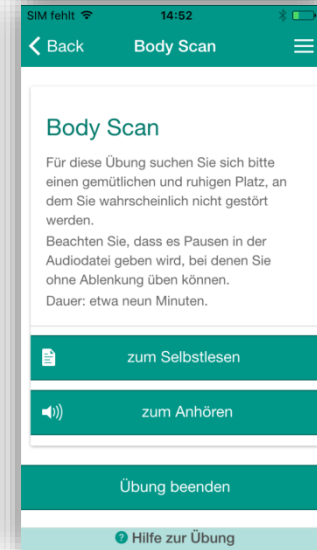 SIM fehlt 14:52
Back Body Scan
Body Scan
Für diese Übung suchen Sie sich bitte
einen gemütlichen und ruhigen Platz, an
dem Sie wahrscheinlich nicht gestört
werden.
Beachten Sie, dass es Pausen in der
Audiodatei geben wird, bei denen Sie
ohne Ablenkung üben können.
Dauer: etwa neun Minuten.
zum Selbstlesen
zum Anhören
Übung beenden
? Hilfe zur Übung